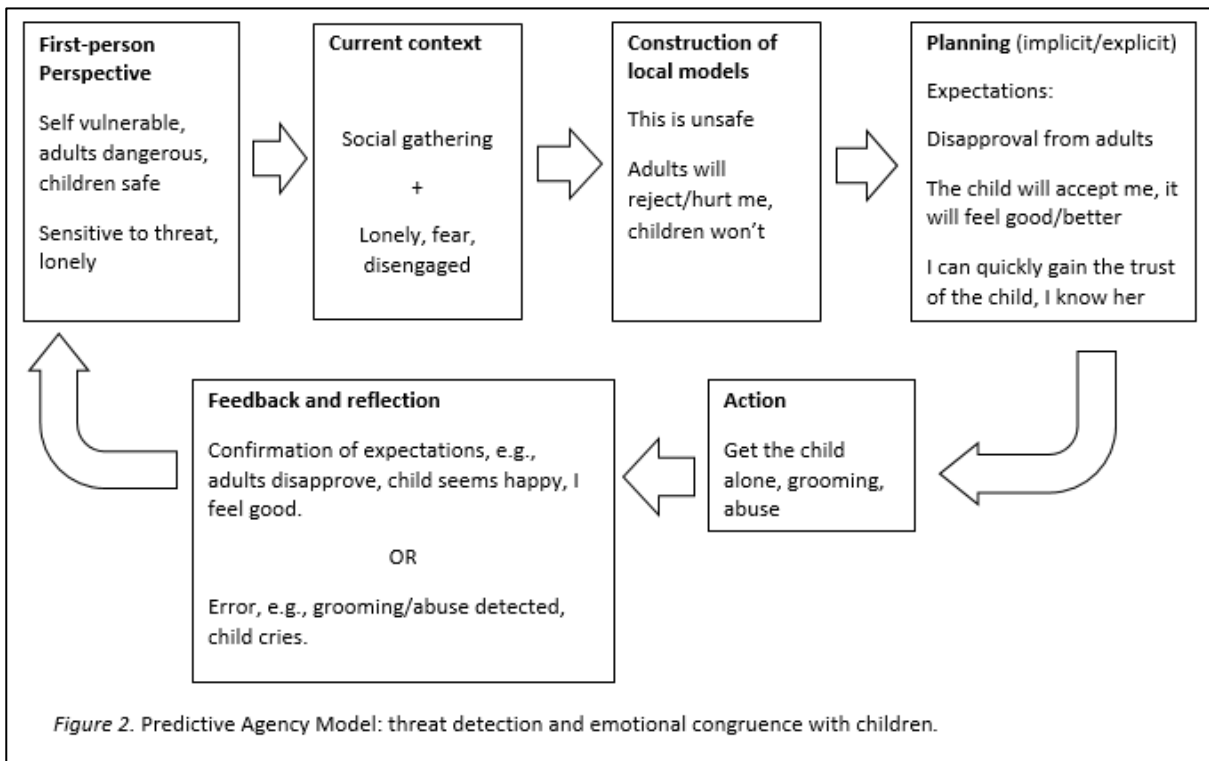 First-person
Perspective
Self vulnerable,
adults dangerous,
children safe
Sensitive to threat,
lonely
Current context
Social gathering
+
Lonely, fear,
disengaged
Construction of
local models
This is unsafe
Adults will
reject/hurt me,
children won’t
Planning (implicit/explicit)
Expectations:
Disapproval from adults
The child will accept me, it
will feel good/better
I can quickly gain the trust
of the child, I know her
Action
Get the child
alone, grooming,
abuse
Feedback and reflection
Confirmation of expectations, e.g.,
adults disapprove, child seems happy, I
feel good.
OR
Error, e.g., grooming/abuse detected,
child cries.
Figure 2. Predictive Agency Model: threat detection and emotional congruence with children.